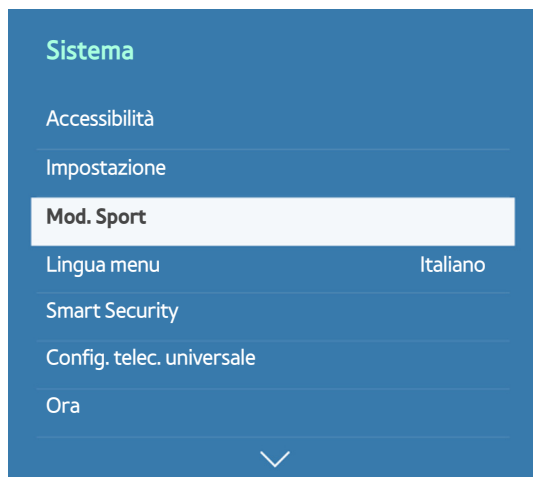 Sistema
Accessibilità
Impostazione
Mod. Sport
Lingua menu Italiano
Smart Security
Config. telec. universale
Ora